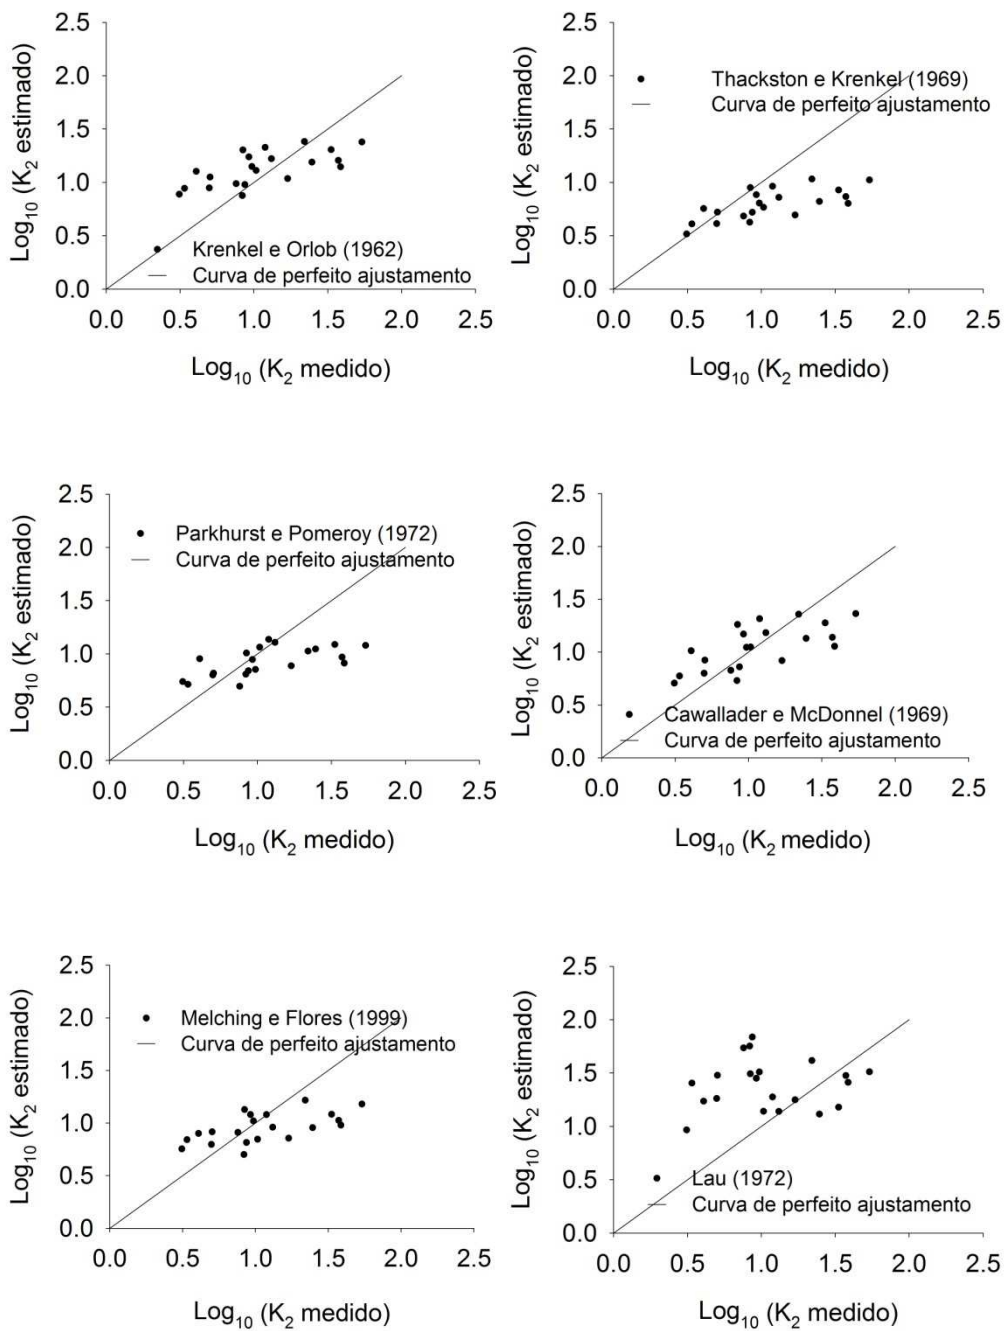 2.5
2.0
1.5
1.0
0.5
0.0
Log10 (K2 estimado)
Krenkel e Orlob (1962)
Curva de perfeito ajustamento
0.0 0.5 1.0 1.5 2.0 2.5
Log10 (K2 medido)
2.5
2.0
1.5
1.0
0.5
0.0
Log10 (K2 estimado)
Thackston e Krenkel (1969)
Curva de perfeito ajustamento
0.0 0.5 1.0 1.5 2.0 2.5
Log10 (K2 medido)
2.5
2.0
1.5
1.0
0.5
0.0
Log10 (K2 estimado)
Parkhurst e Pomeroy (1972)
Curva de perfeito ajustamento
0.0 0.5 1.0 1.5 2.0 2.5
Log10 (K2 medido)
2.5
2.0
1.5
1.0
0.5
0.0
Log10 (K2 estimado)
Cawallader e McDonnel (1969)
Curva de perfeito ajustamento
0.0 0.5 1.0 1.5 2.0 2.5
Log10 (K2 medido)
2.5
2.0
1.5
1.0
0.5
0.0
Log10 (K2 estimado)
Melching e Flores (1999)
Curva de perfeito ajustamento
0.0 0.5 1.0 1.5 2.0 2.5
Log10 (K2 medido)
2.5
2.0
1.5
1.0
0.5
0.0
Log10 (K2 estimado)
Lau (1972)
Curva de perfeito ajustamento
0.0 0.5 1.0 1.5 2.0 2.5
Log10 (K2 medido)